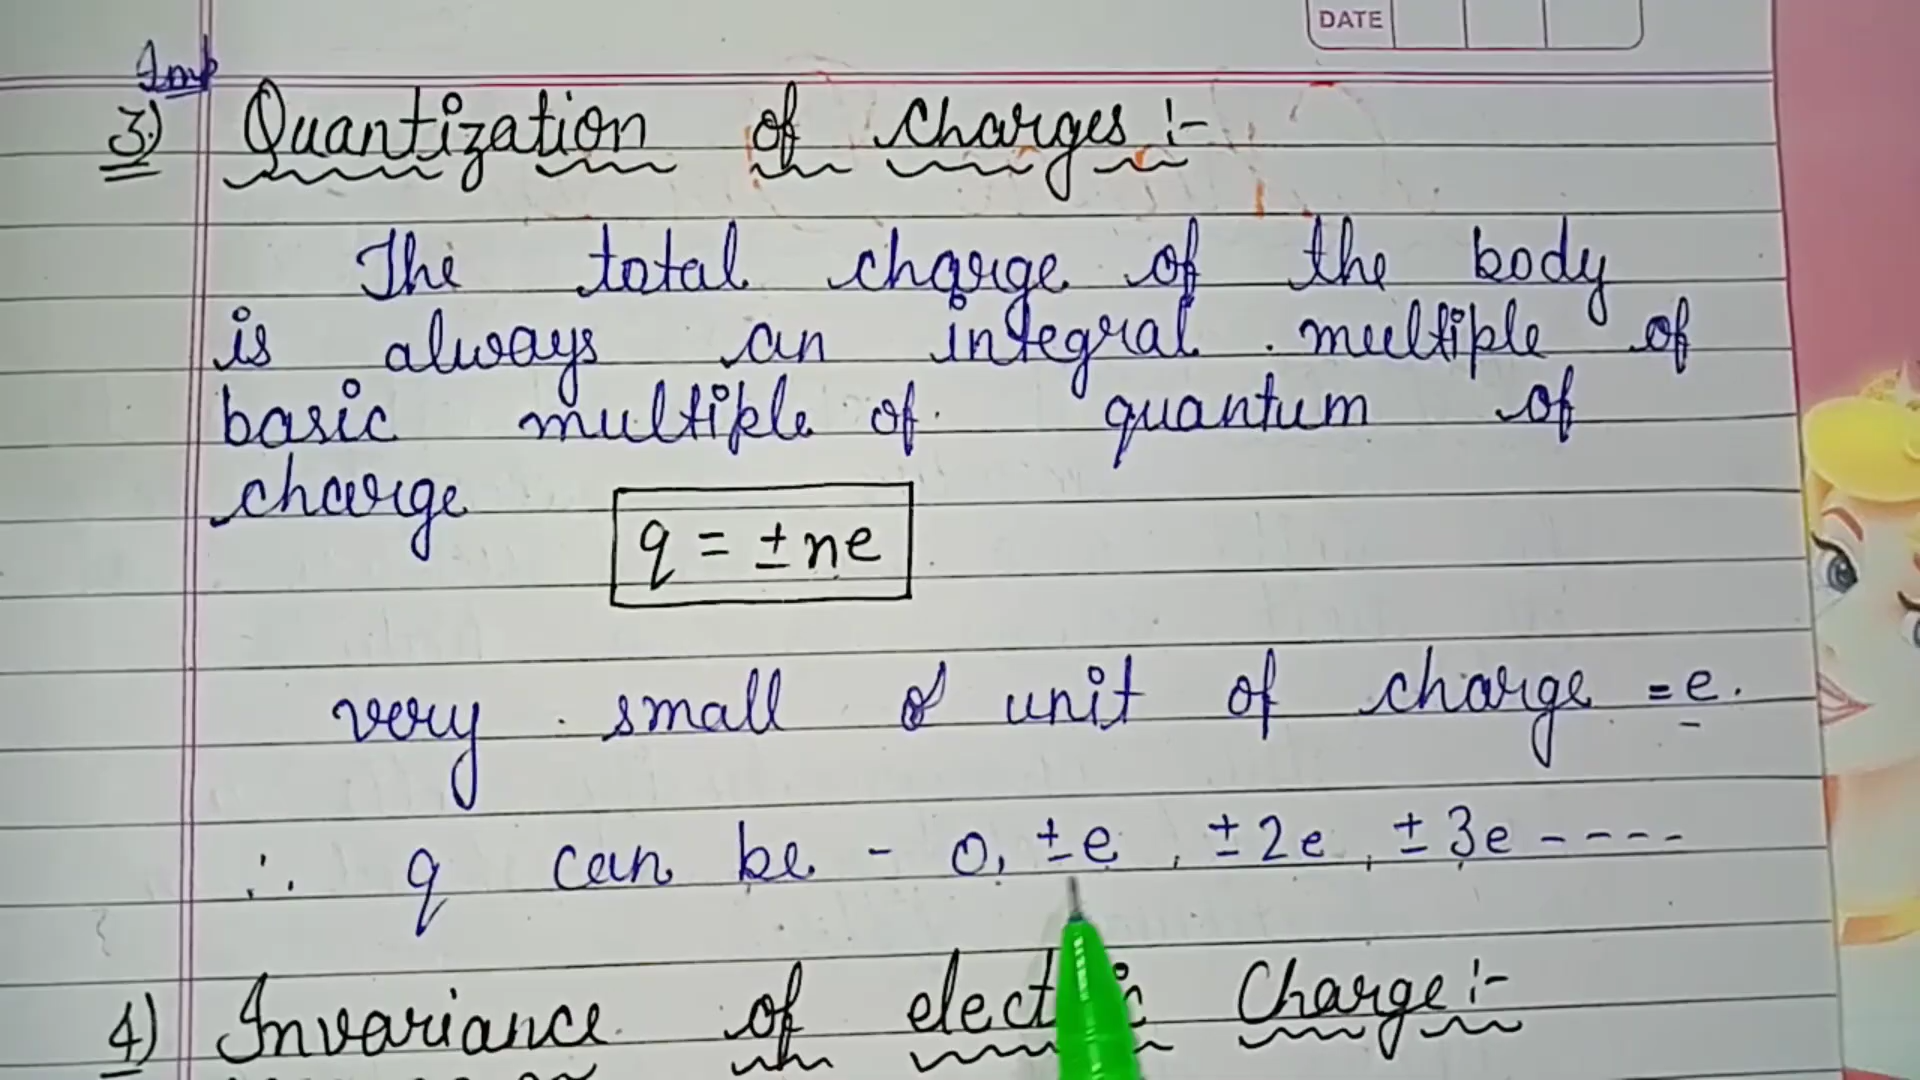 DATE
Imp
3) Quantization of charges :-
The total charge of the body
is always an integral multiple of
basic multiple of quantum of
charge
q = ±ne
very small of unit of charge = e.
∴ q can be - 0, ±e, ±2e, ±3e ----
4) Invariance of Charge :-